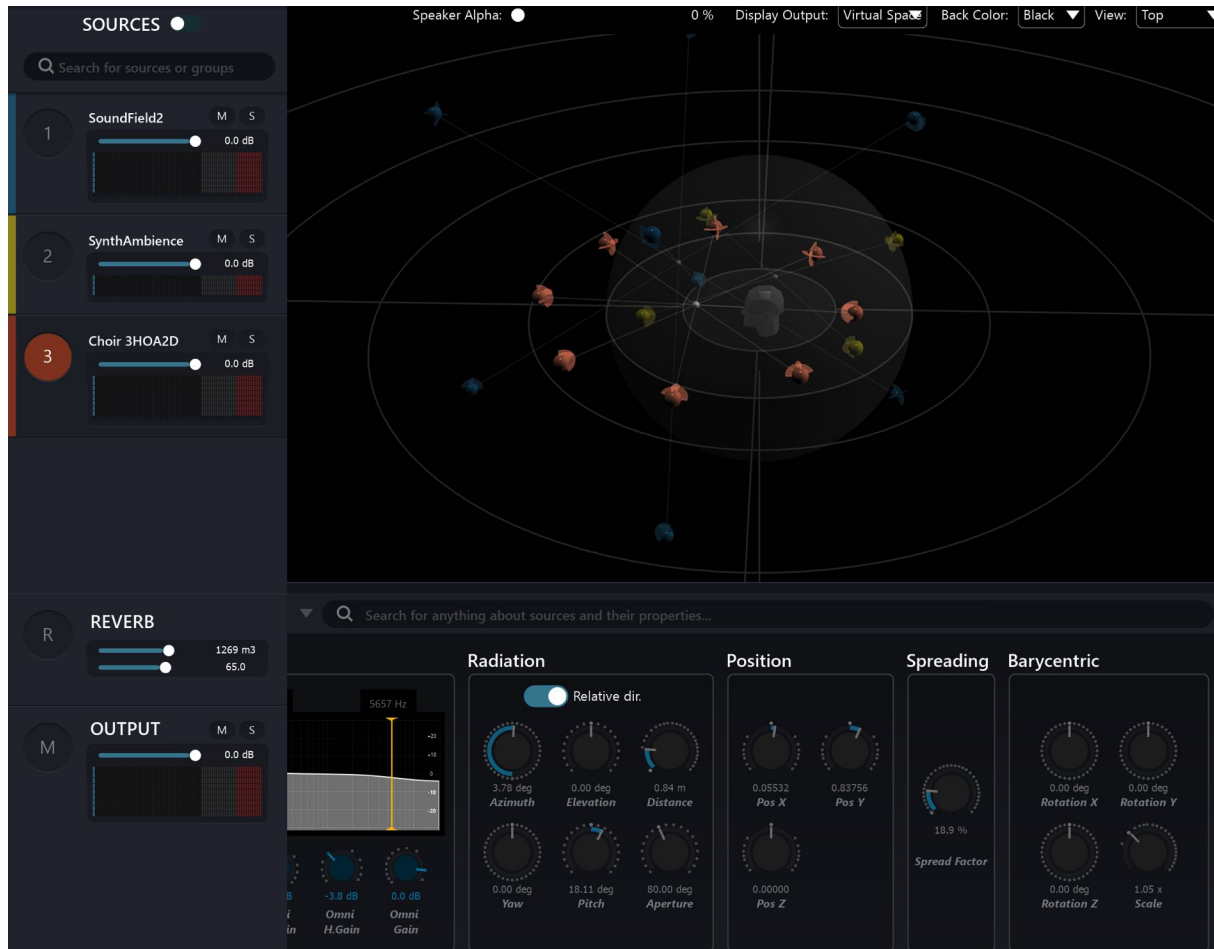 SOURCES
Search for sources or groups
1
SoundField2
M
S
0.0 dB
2
SynthAmbience
M
S
0.0 dB
3
Choir 3HOA2D
M
S
0.0 dB
R
REVERB
1269 m3
65.0
M
OUTPUT
M
S
0.0 dB
Speaker Alpha:
0 %
Display Output:
Virtual Space
Back Color:
Black
View:
Top
Search for anything about sources and their properties...
5657 Hz
+20
-0
-10
-20
-3.8 dB
0.0 dB
Omni
H.Gain
Omni
Gain
Radiation
Relative dir.
3.78 deg
Azimuth
0.00 deg
Elevation
0.84 m
Distance
0.00 deg
Yaw
18.11 deg
Pitch
80.00 deg
Aperture
Position
0.05532
Pos X
0.83756
Pos Y
0.00000
Pos Z
Spreading
18.9 %
Spread Factor
Barycentric
0.00 deg
Rotation X
0.00 deg
Rotation Y
0.00 deg
Rotation Z
1.05 x
Scale